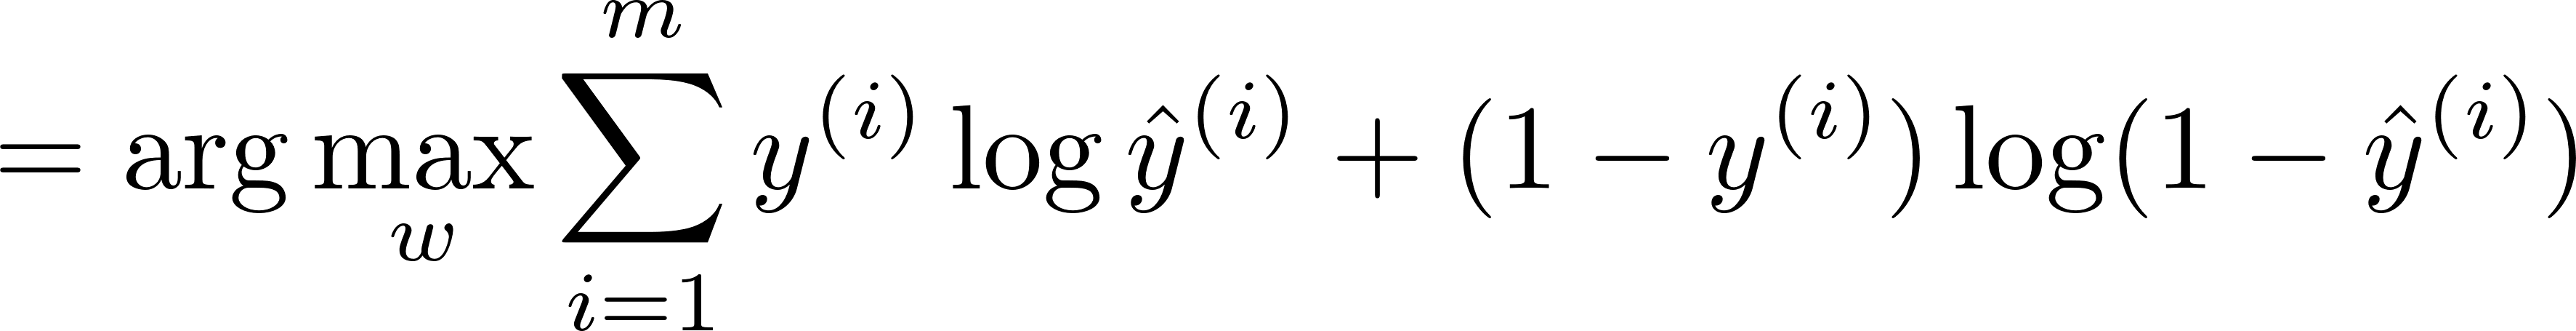 = arg max_w ∑_{i=1}^{m} y^{(i)} log ŷ^{(i)} + (1 − y^{(i)}) log(1 − ŷ^{(i)})